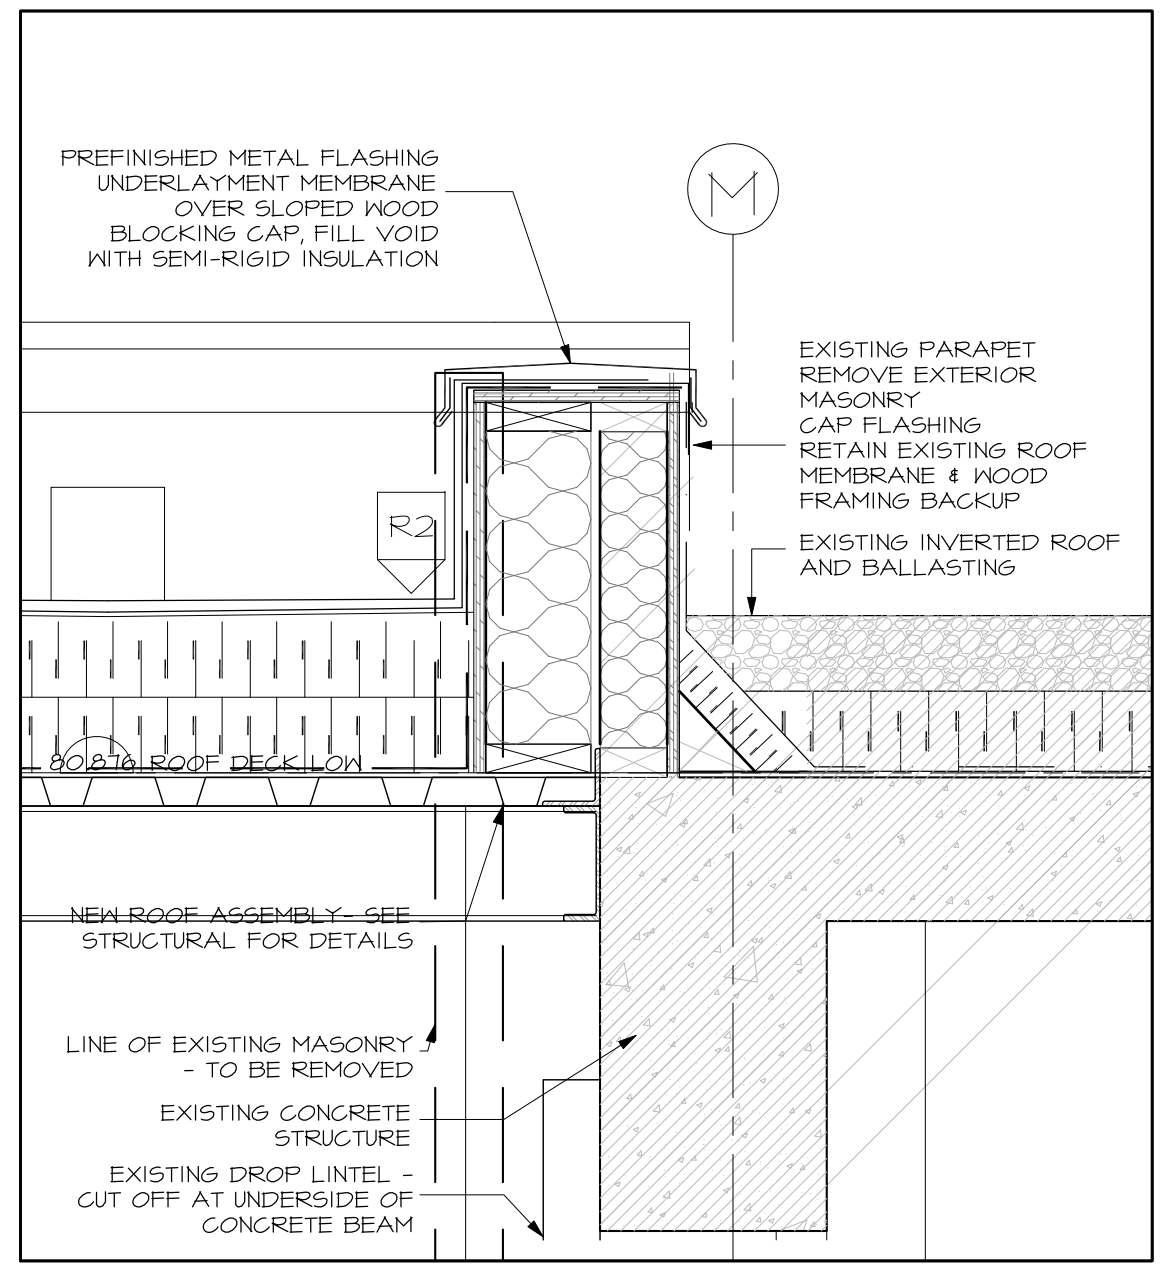 PREFINISHED METAL FLASHING
UNDERLAYMENT MEMBRANE
OVER SLOPED WOOD
BLOCKING CAP, FILL VOID
WITH SEMI-RIGID INSULATION
M
EXISTING PARAPET
REMOVE EXTERIOR
MASONRY
CAP FLASHING
RETAIN EXISTING ROOF
MEMBRANE & WOOD
FRAMING BACKUP
R2
EXISTING INVERTED ROOF
AND BALLASTING
80.876 ROOF DECK LOW
NEW ROOF ASSEMBLY- SEE
STRUCTURAL FOR DETAILS
LINE OF EXISTING MASONRY
- TO BE REMOVED
EXISTING CONCRETE
STRUCTURE
EXISTING DROP LINTEL -
CUT OFF AT UNDERSIDE OF
CONCRETE BEAM